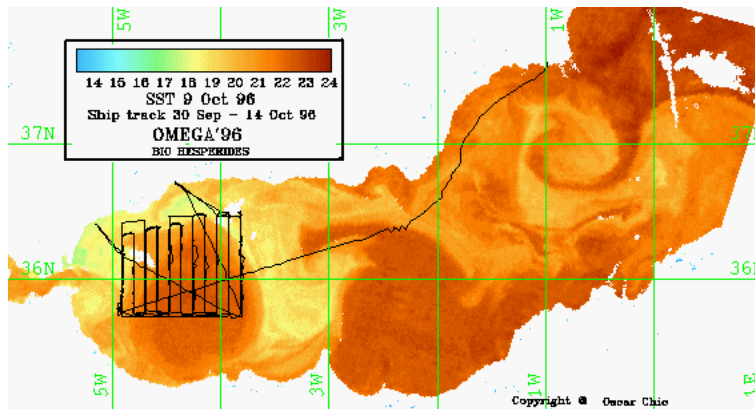 5W
3W
1W
14 15 16 17 18 19 20 21 22 23 24
SST 9 Oct 96
Ship track 30 Sep - 14 Oct 96
OMEGA'96
BIO HESPERIDES
37N
37N
36N
36N
5W
3W
1W
1E
Copyright @ Oscar Chic